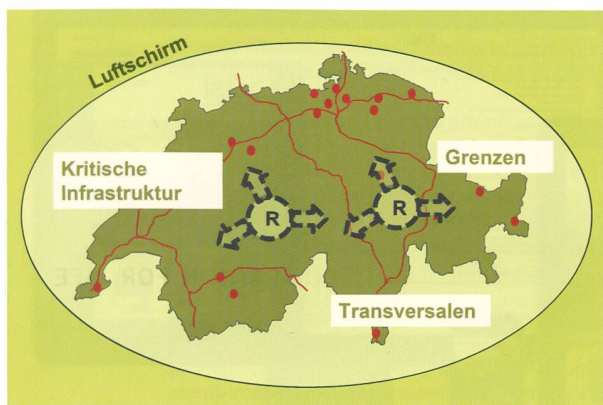 Luftschirm
Kritische
Infrastruktur
Grenzen
R
R
Transversalen